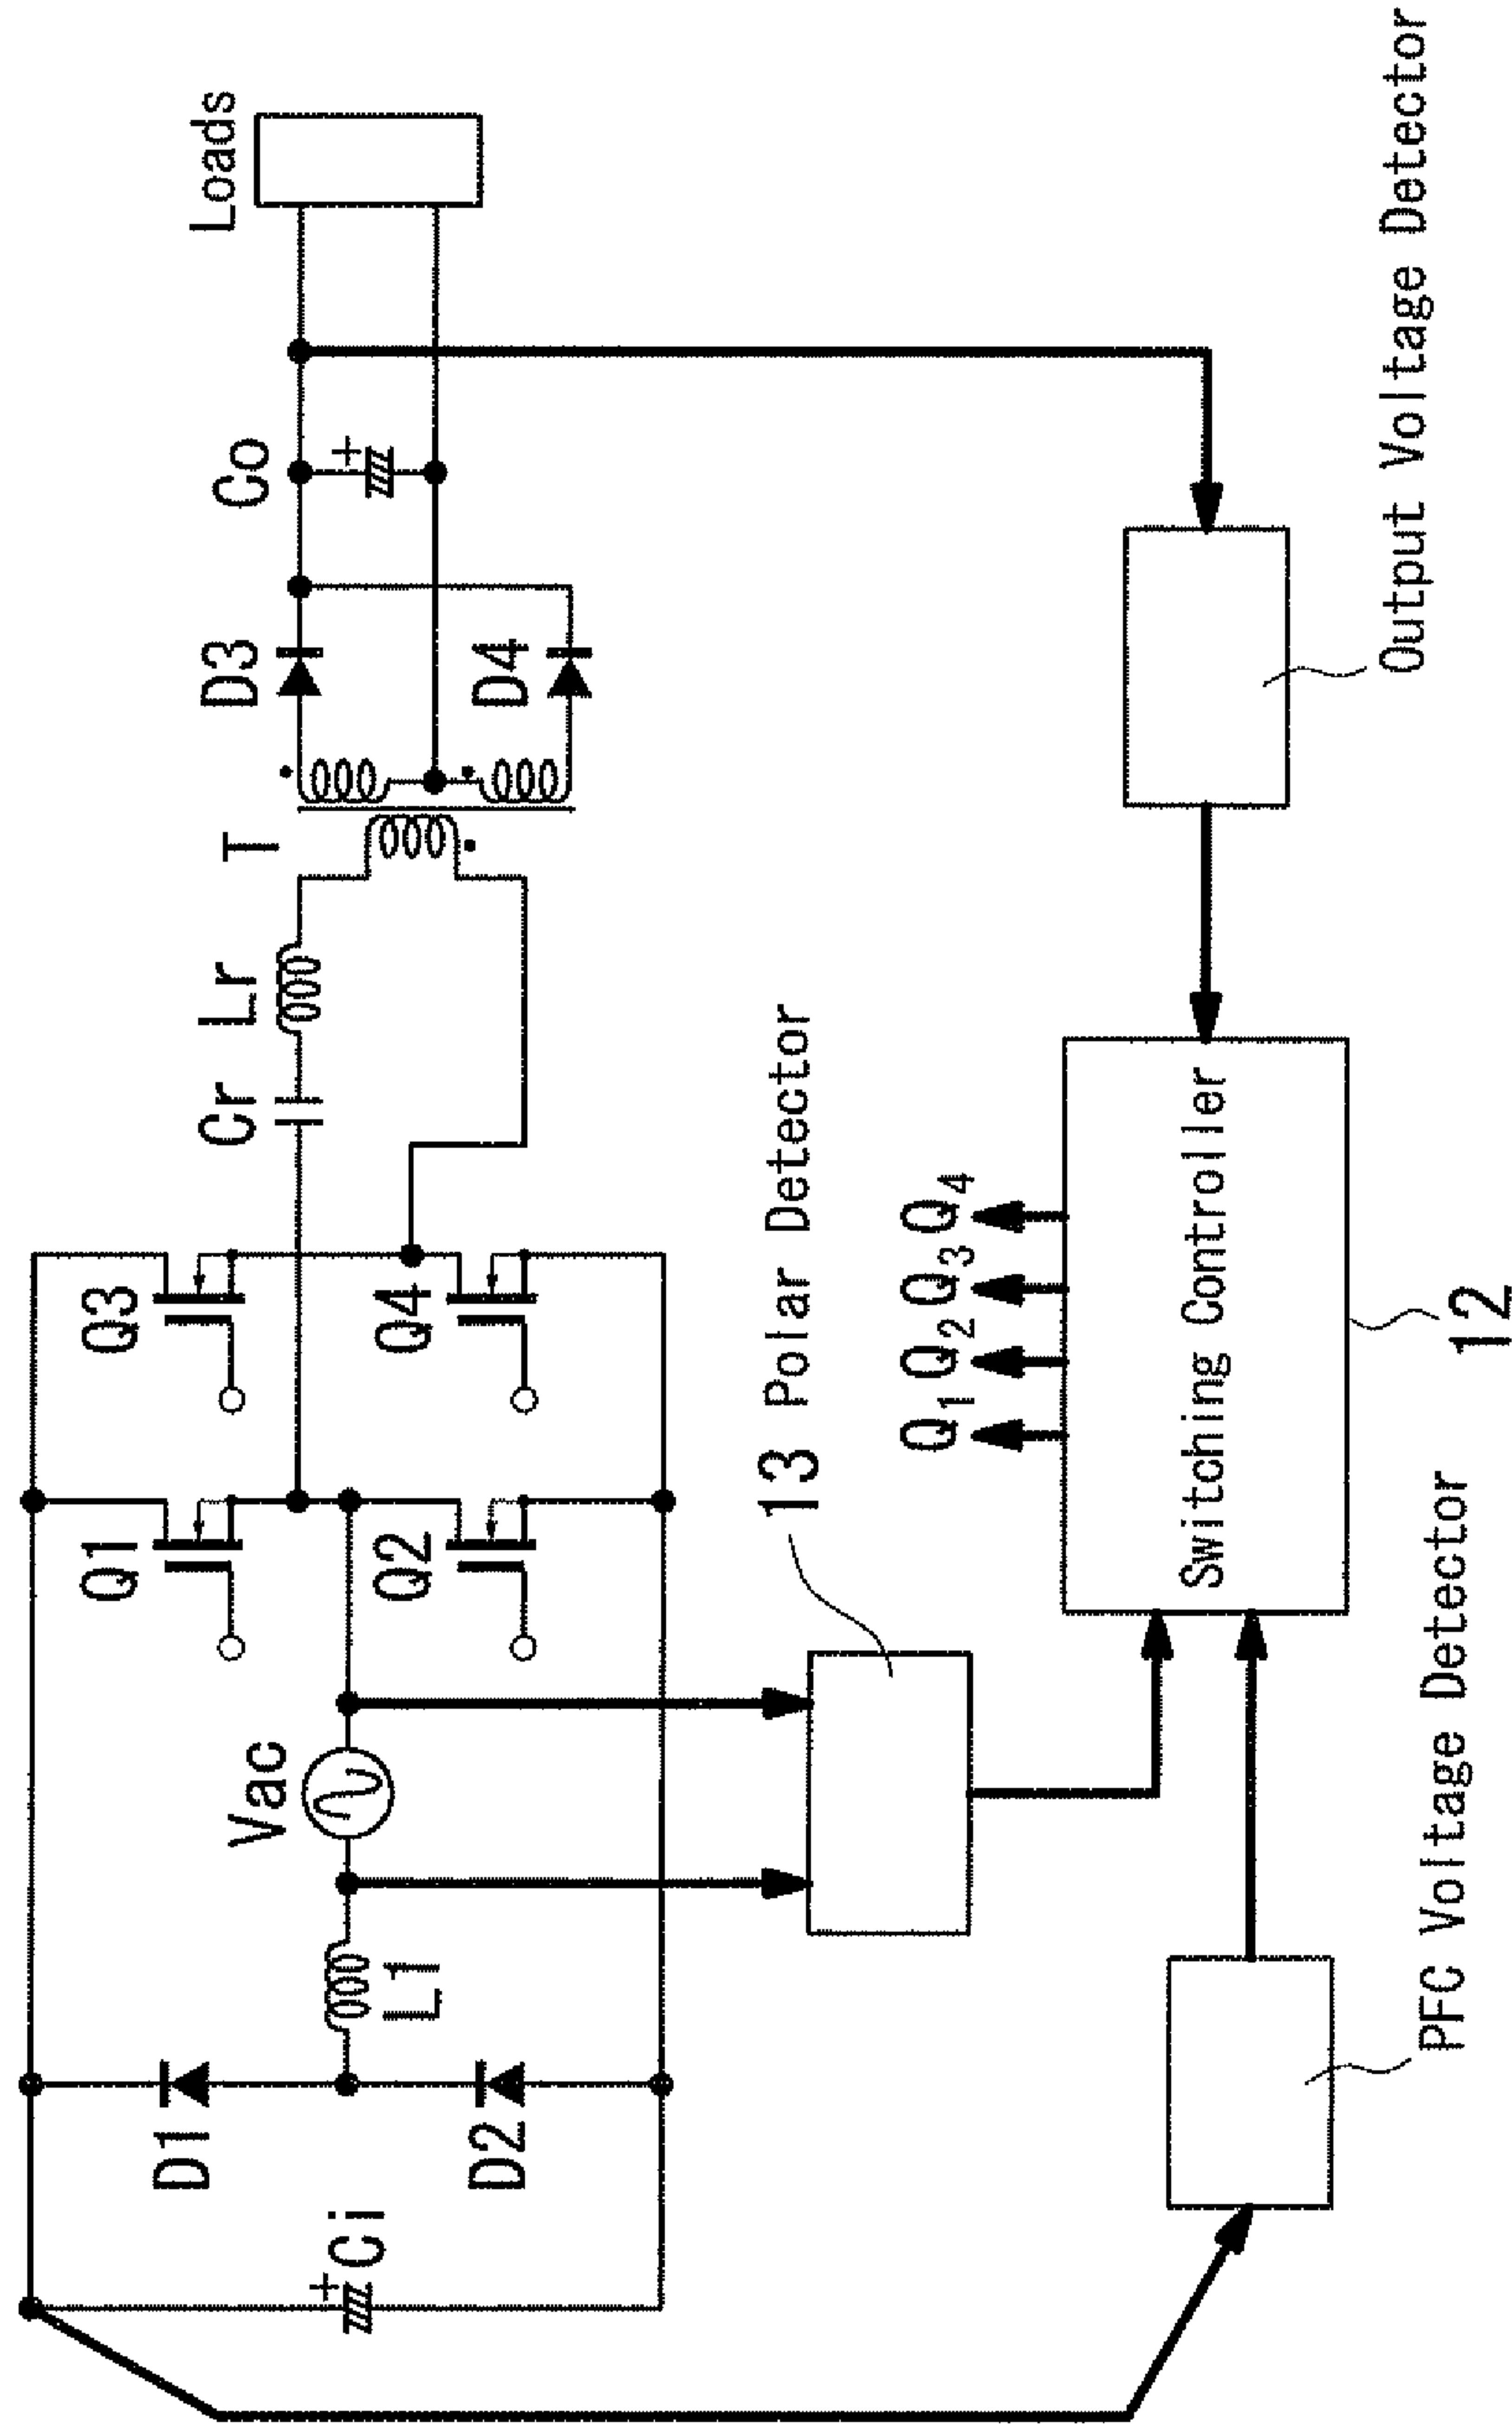 Q1
Q3
Cr
Lr
T
D3
Co
Loads
D1
Vac
+
Ci
L1
Q2
Q4
D4
+
D2
13 Polar Detector
Q1 Q2 Q3 Q4
Switching Controller
12
PFC Voltage Detector
Output Voltage Detector